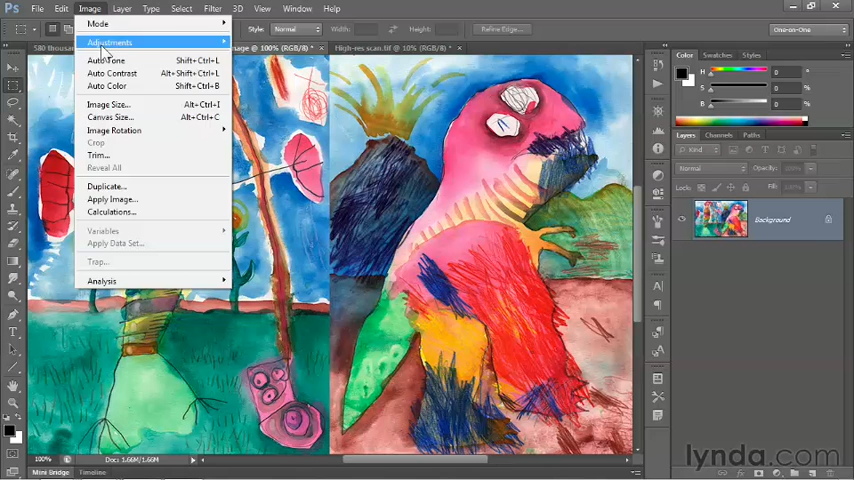 Ps File Edit Image Layer Type Select Filter 3D View Window Help
Style: Normal Width: Height: Refine Edge... One-on-One
Mode
Adjustments
Auto Tone Shift+Ctrl+L
Auto Contrast Alt+Shift+Ctrl+L
Auto Color Shift+Ctrl+B
Image Size... Alt+Ctrl+I
Canvas Size... Alt+Ctrl+C
Image Rotation
Crop
Trim...
Reveal All
Duplicate...
Apply Image...
Calculations...
Variables
Apply Data Set...
Trap...
Analysis
High-res scan.tif @ 100% (RGB/8) *
Color Swatches Styles
H 0
S 0
B 0
Layers Channels Paths
Kind
Normal Opacity:
Lock: Fill:
Background
100% Doc: 1.66M/1.66M
Mini Bridge Timeline
lynda.com